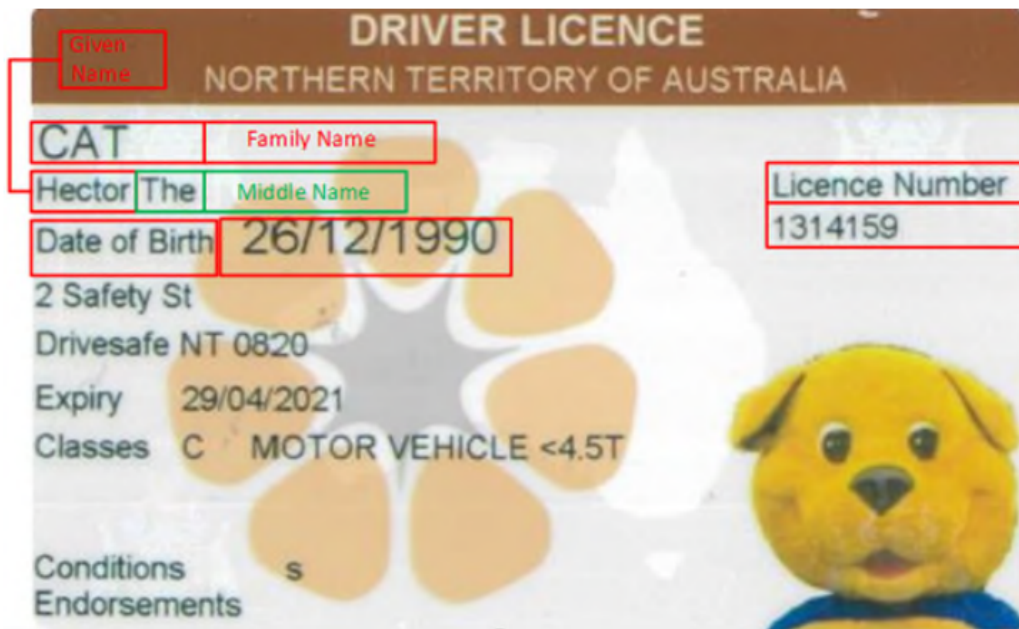 DRIVER LICENCE
NORTHERN TERRITORY OF AUSTRALIA
Given
Name
CAT Family Name
Hector The Middle Name
Licence Number
1314159
Date of Birth 26/12/1990
2 Safety St
Drivesafe NT 0820
Expiry 29/04/2021
Classes C MOTOR VEHICLE <4.5T
Conditions s
Endorsements